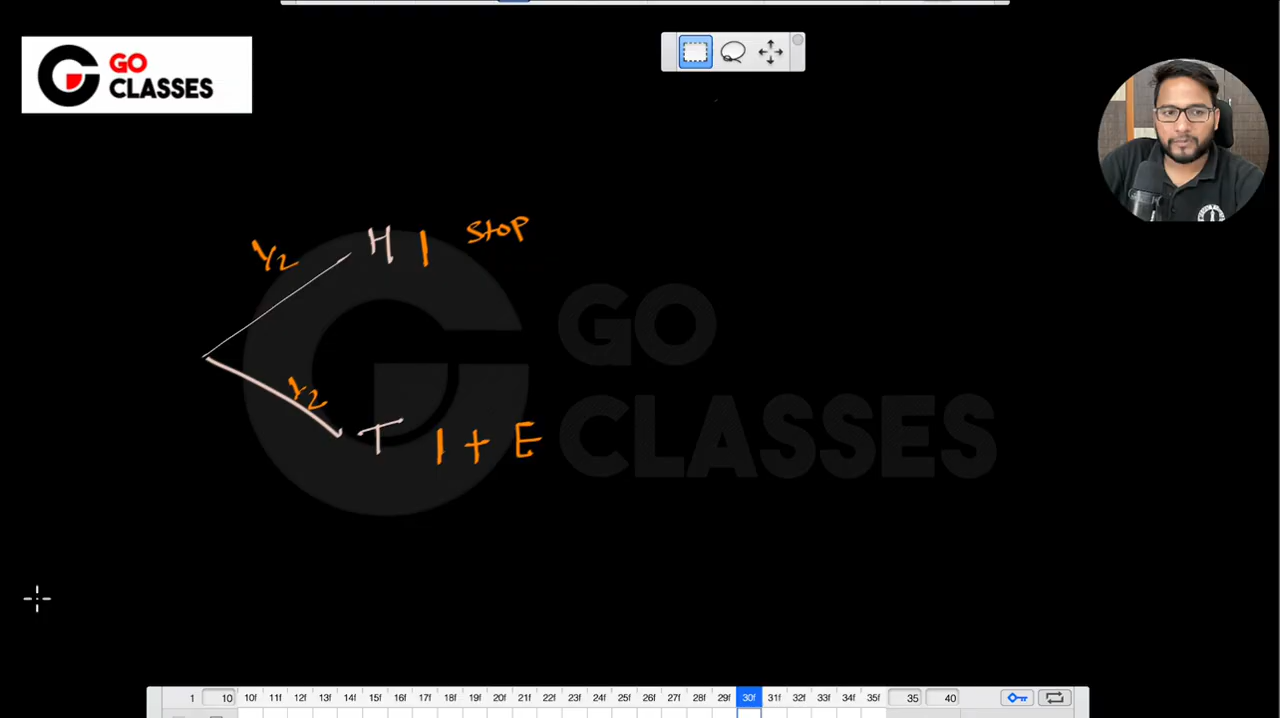 GO
CLASSES
1/2 H 1 Stop
GO
CLASSES
1/2 T 1 + E
1 10 10f 11f 12f 13f 14f 15f 16f 17f 18f 19f 20f 21f 22f 23f 24f 25f 26f 27f 28f 29f 30f 31f 32f 33f 34f 35f 35 40